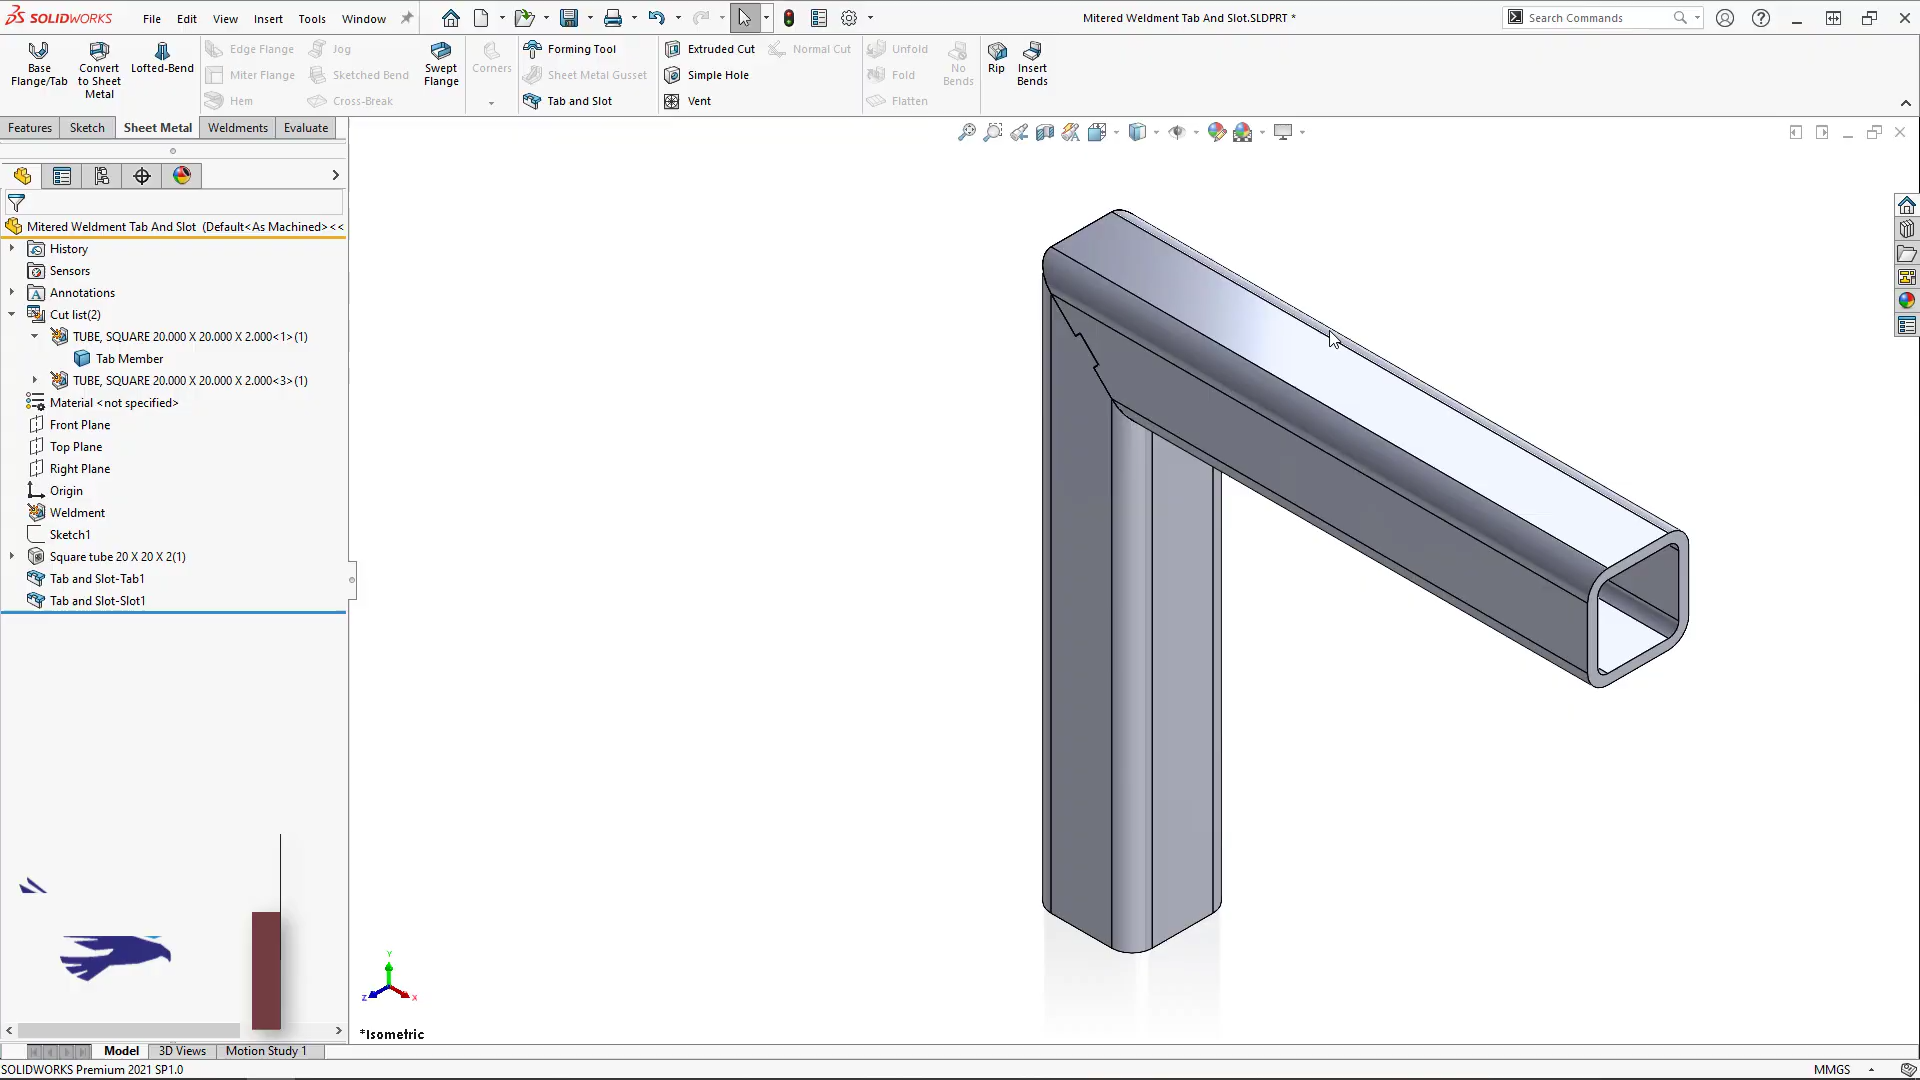 SOLIDWORKS File Edit View Insert Tools Window
Mitered Weldment Tab And Slot.SLDPRT *
Search Commands
Base Flange/Tab
Convert to Sheet Metal
Lofted-Bend
Edge Flange
Miter Flange
Hem
Jog
Sketched Bend
Cross-Break
Swept Flange
Corners
Forming Tool
Sheet Metal Gusset
Tab and Slot
Extruded Cut
Simple Hole
Vent
Normal Cut
Unfold
Fold
Flatten
No Bends
Rip
Insert Bends
Features Sketch Sheet Metal Weldments Evaluate
Mitered Weldment Tab And Slot (Default<As Machined><<
History
Sensors
Annotations
Cut list(2)
TUBE, SQUARE 20.000 X 20.000 X 2.000<1>(1)
Tab Member
TUBE, SQUARE 20.000 X 20.000 X 2.000<3>(1)
Material <not specified>
Front Plane
Top Plane
Right Plane
Origin
Weldment
Sketch1
Square tube 20 X 20 X 2(1)
Tab and Slot-Tab1
Tab and Slot-Slot1
Y
Z X
*Isometric
Model 3D Views Motion Study 1
SOLIDWORKS Premium 2021 SP1.0
MMGS